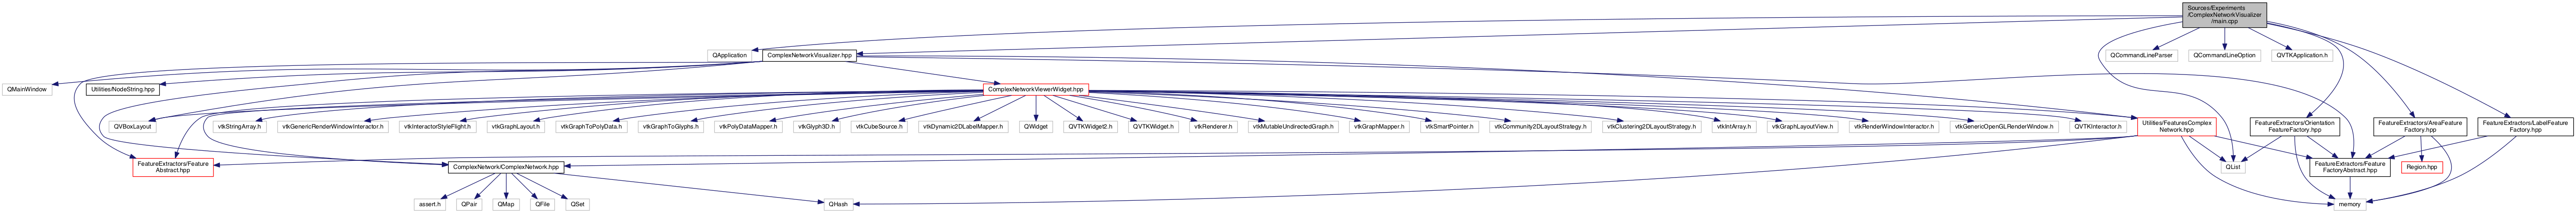 Sources/Experiments
/ComplexNetworkVisualizer
/main.cpp
QApplication
ComplexNetworkVisualizer.hpp
QCommandLineParser
QCommandLineOption
QVTKApplication.h
QMainWindow
Utilities/NodeString.hpp
ComplexNetworkViewerWidget.hpp
QVBoxLayout
vtkStringArray.h
vtkGenericRenderWindowInteractor.h
vtkInteractorStyleFlight.h
vtkGraphLayout.h
vtkGraphToPolyData.h
vtkGraphToGlyphs.h
vtkPolyDataMapper.h
vtkGlyph3D.h
vtkCubeSource.h
vtkDynamic2DLabelMapper.h
QWidget
QVTKWidget2.h
QVTKWidget.h
vtkRenderer.h
vtkMutableUndirectedGraph.h
vtkGraphMapper.h
vtkSmartPointer.h
vtkCommunity2DLayoutStrategy.h
vtkClustering2DLayoutStrategy.h
vtkIntArray.h
vtkGraphLayoutView.h
vtkRenderWindowInteractor.h
vtkGenericOpenGLRenderWindow.h
QVTKInteractor.h
Utilities/FeaturesComplex
Network.hpp
FeatureExtractors/Orientation
FeatureFactory.hpp
FeatureExtractors/AreaFeature
Factory.hpp
FeatureExtractors/LabelFeature
Factory.hpp
FeatureExtractors/Feature
Abstract.hpp
ComplexNetwork/ComplexNetwork.hpp
QList
FeatureExtractors/Feature
FactoryAbstract.hpp
Region.hpp
assert.h
QPair
QMap
QFile
QSet
QHash
memory